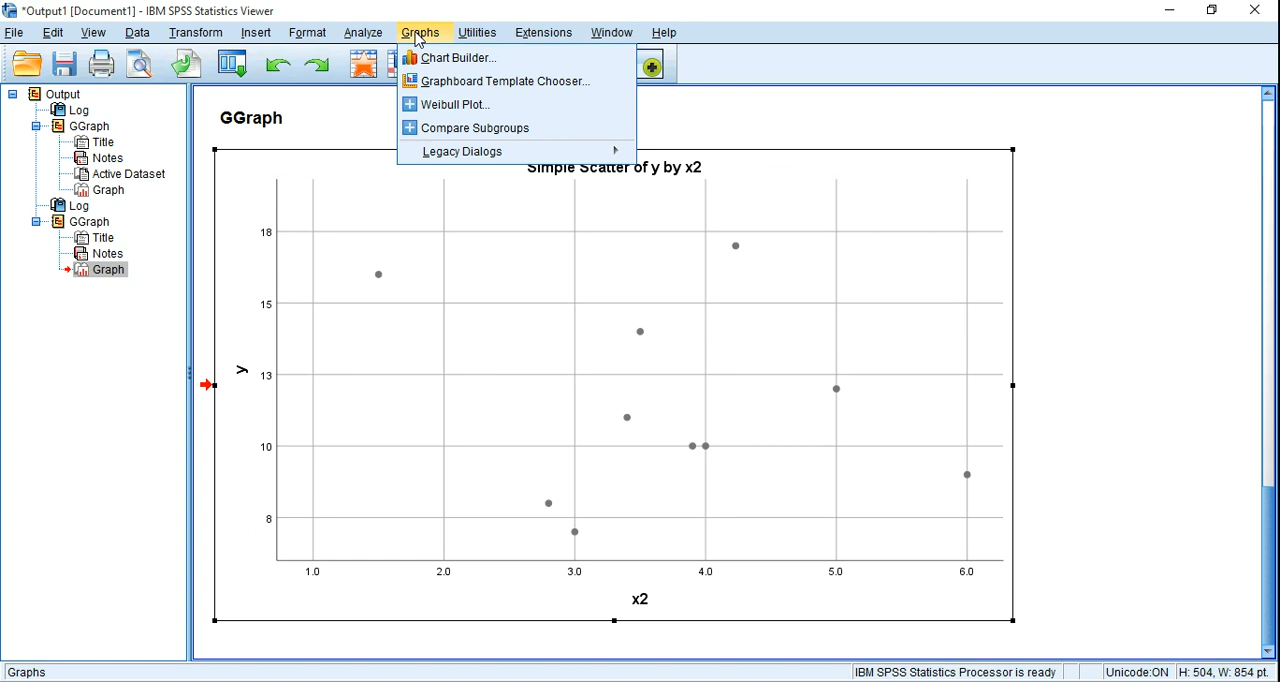 *Output1 [Document1] - IBM SPSS Statistics Viewer
File Edit View Data Transform Insert Format Analyze Graphs Utilities Extensions Window Help
Chart Builder...
Graphboard Template Chooser...
Weibull Plot...
Compare Subgroups
Legacy Dialogs
Output
Log
GGraph
Title
Notes
Active Dataset
Graph
Log
GGraph
Title
Notes
Graph
GGraph
Simple Scatter of y by x2
18
15
13
10
8
y
1.0 2.0 3.0 4.0 5.0 6.0
x2
Graphs IBM SPSS Statistics Processor is ready Unicode:ON H: 504, W: 854 pt.